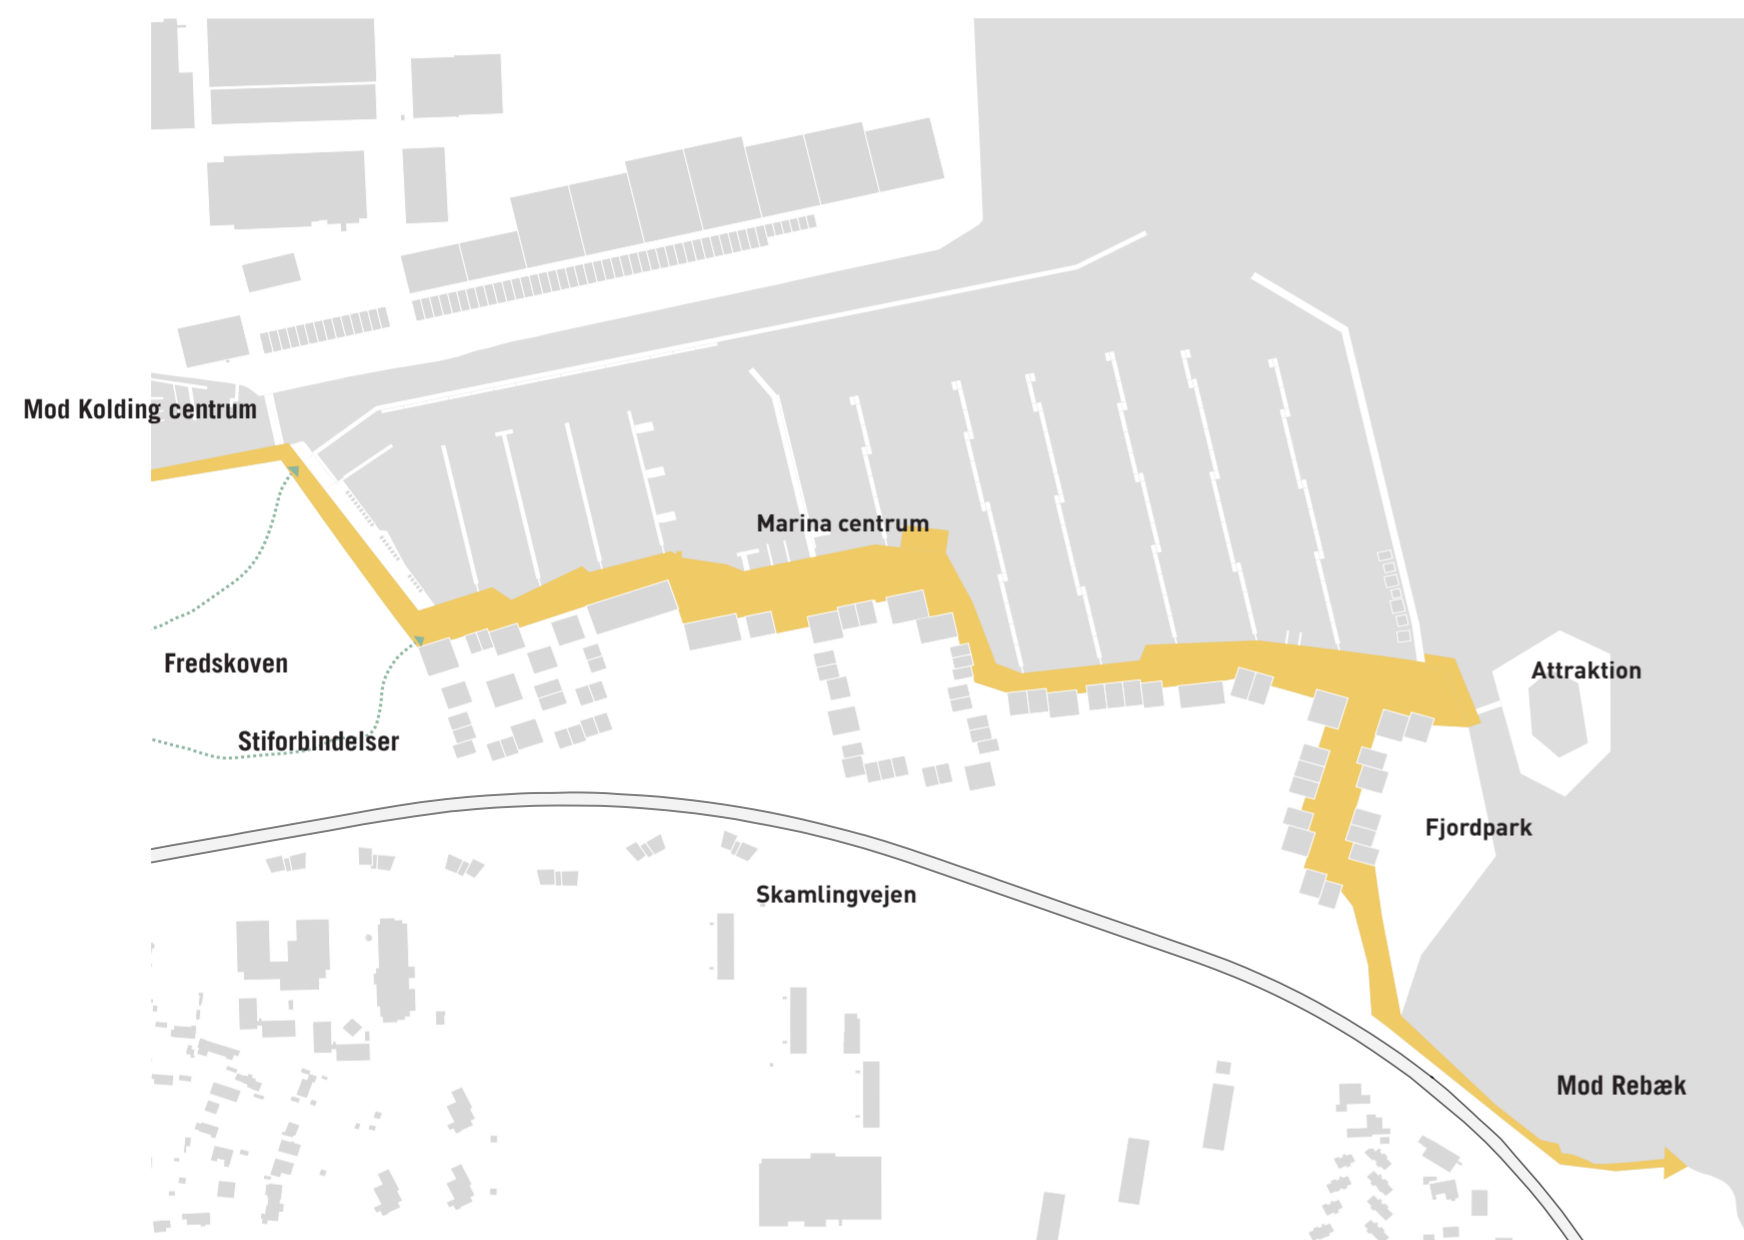 Mod Kolding centrum
Marina centrum
Fredskoven
Attraktion
Stiforbindelser
Fjordpark
Skamlingvejen
Mod Rebæk